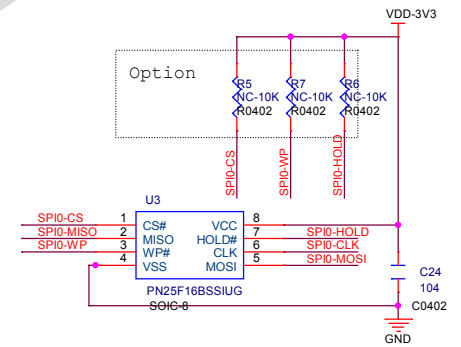 VDD-3V3
Option
R5
NC-10K
R0402
R7
NC-10K
R0402
R6
NC-10K
R0402
SPI0-CS
SPI0-WP
SPI0-HOLD
U3
SPI0-CS 1 CS# VCC 8
SPI0-MISO 2 MISO HOLD# 7 SPI0-HOLD
SPI0-WP 3 WP# CLK 6 SPI0-CLK
4 VSS MOSI 5 SPI0-MOSI
PN25F16BSSIUG
SOIC-8
C24
104
C0402
GND